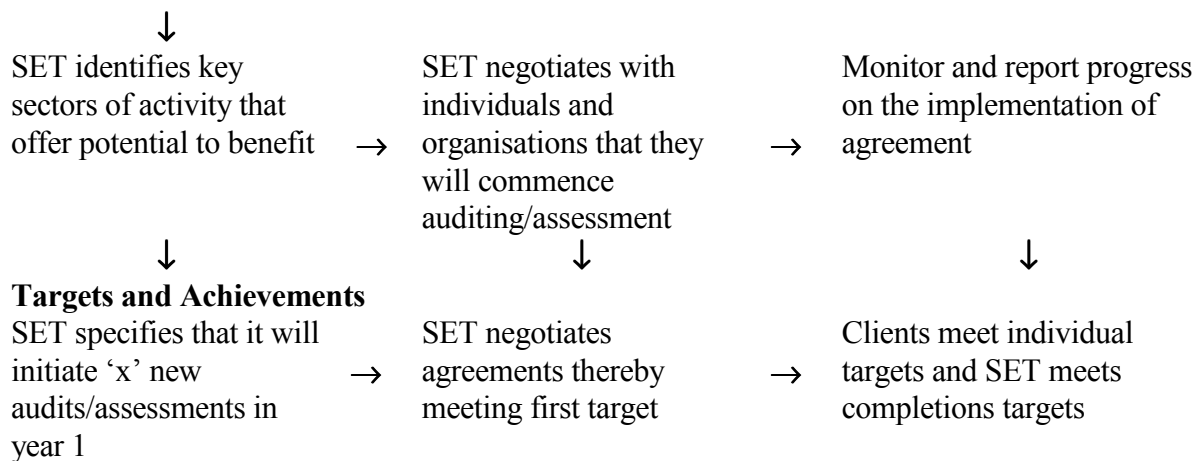 ↓
SET identifies key
sectors of activity that
offer potential to benefit →
SET negotiates with
individuals and
organisations that they →
will commence
auditing/assessment
Monitor and report progress
on the implementation of
agreement
↓ ↓ ↓
Targets and Achievements
SET specifies that it will
initiate ‘x’ new →
audits/assessments in
year 1
SET negotiates
agreements thereby →
meeting first target
Clients meet individual
targets and SET meets
completions targets